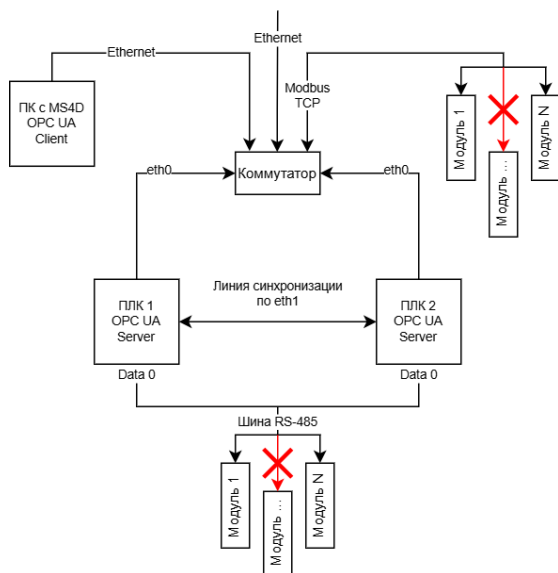 Ethernet
Ethernet
Modbus
TCP
ПК с MS4D
OPC UA
Client
Модуль 1
Модуль ...
Модуль N
eth0
Коммутатор
eth0
Линия синхронизации
по eth1
ПЛК 1
OPC UA
Server
ПЛК 2
OPC UA
Server
Data 0
Data 0
Шина RS-485
Модуль 1
Модуль ...
Модуль N